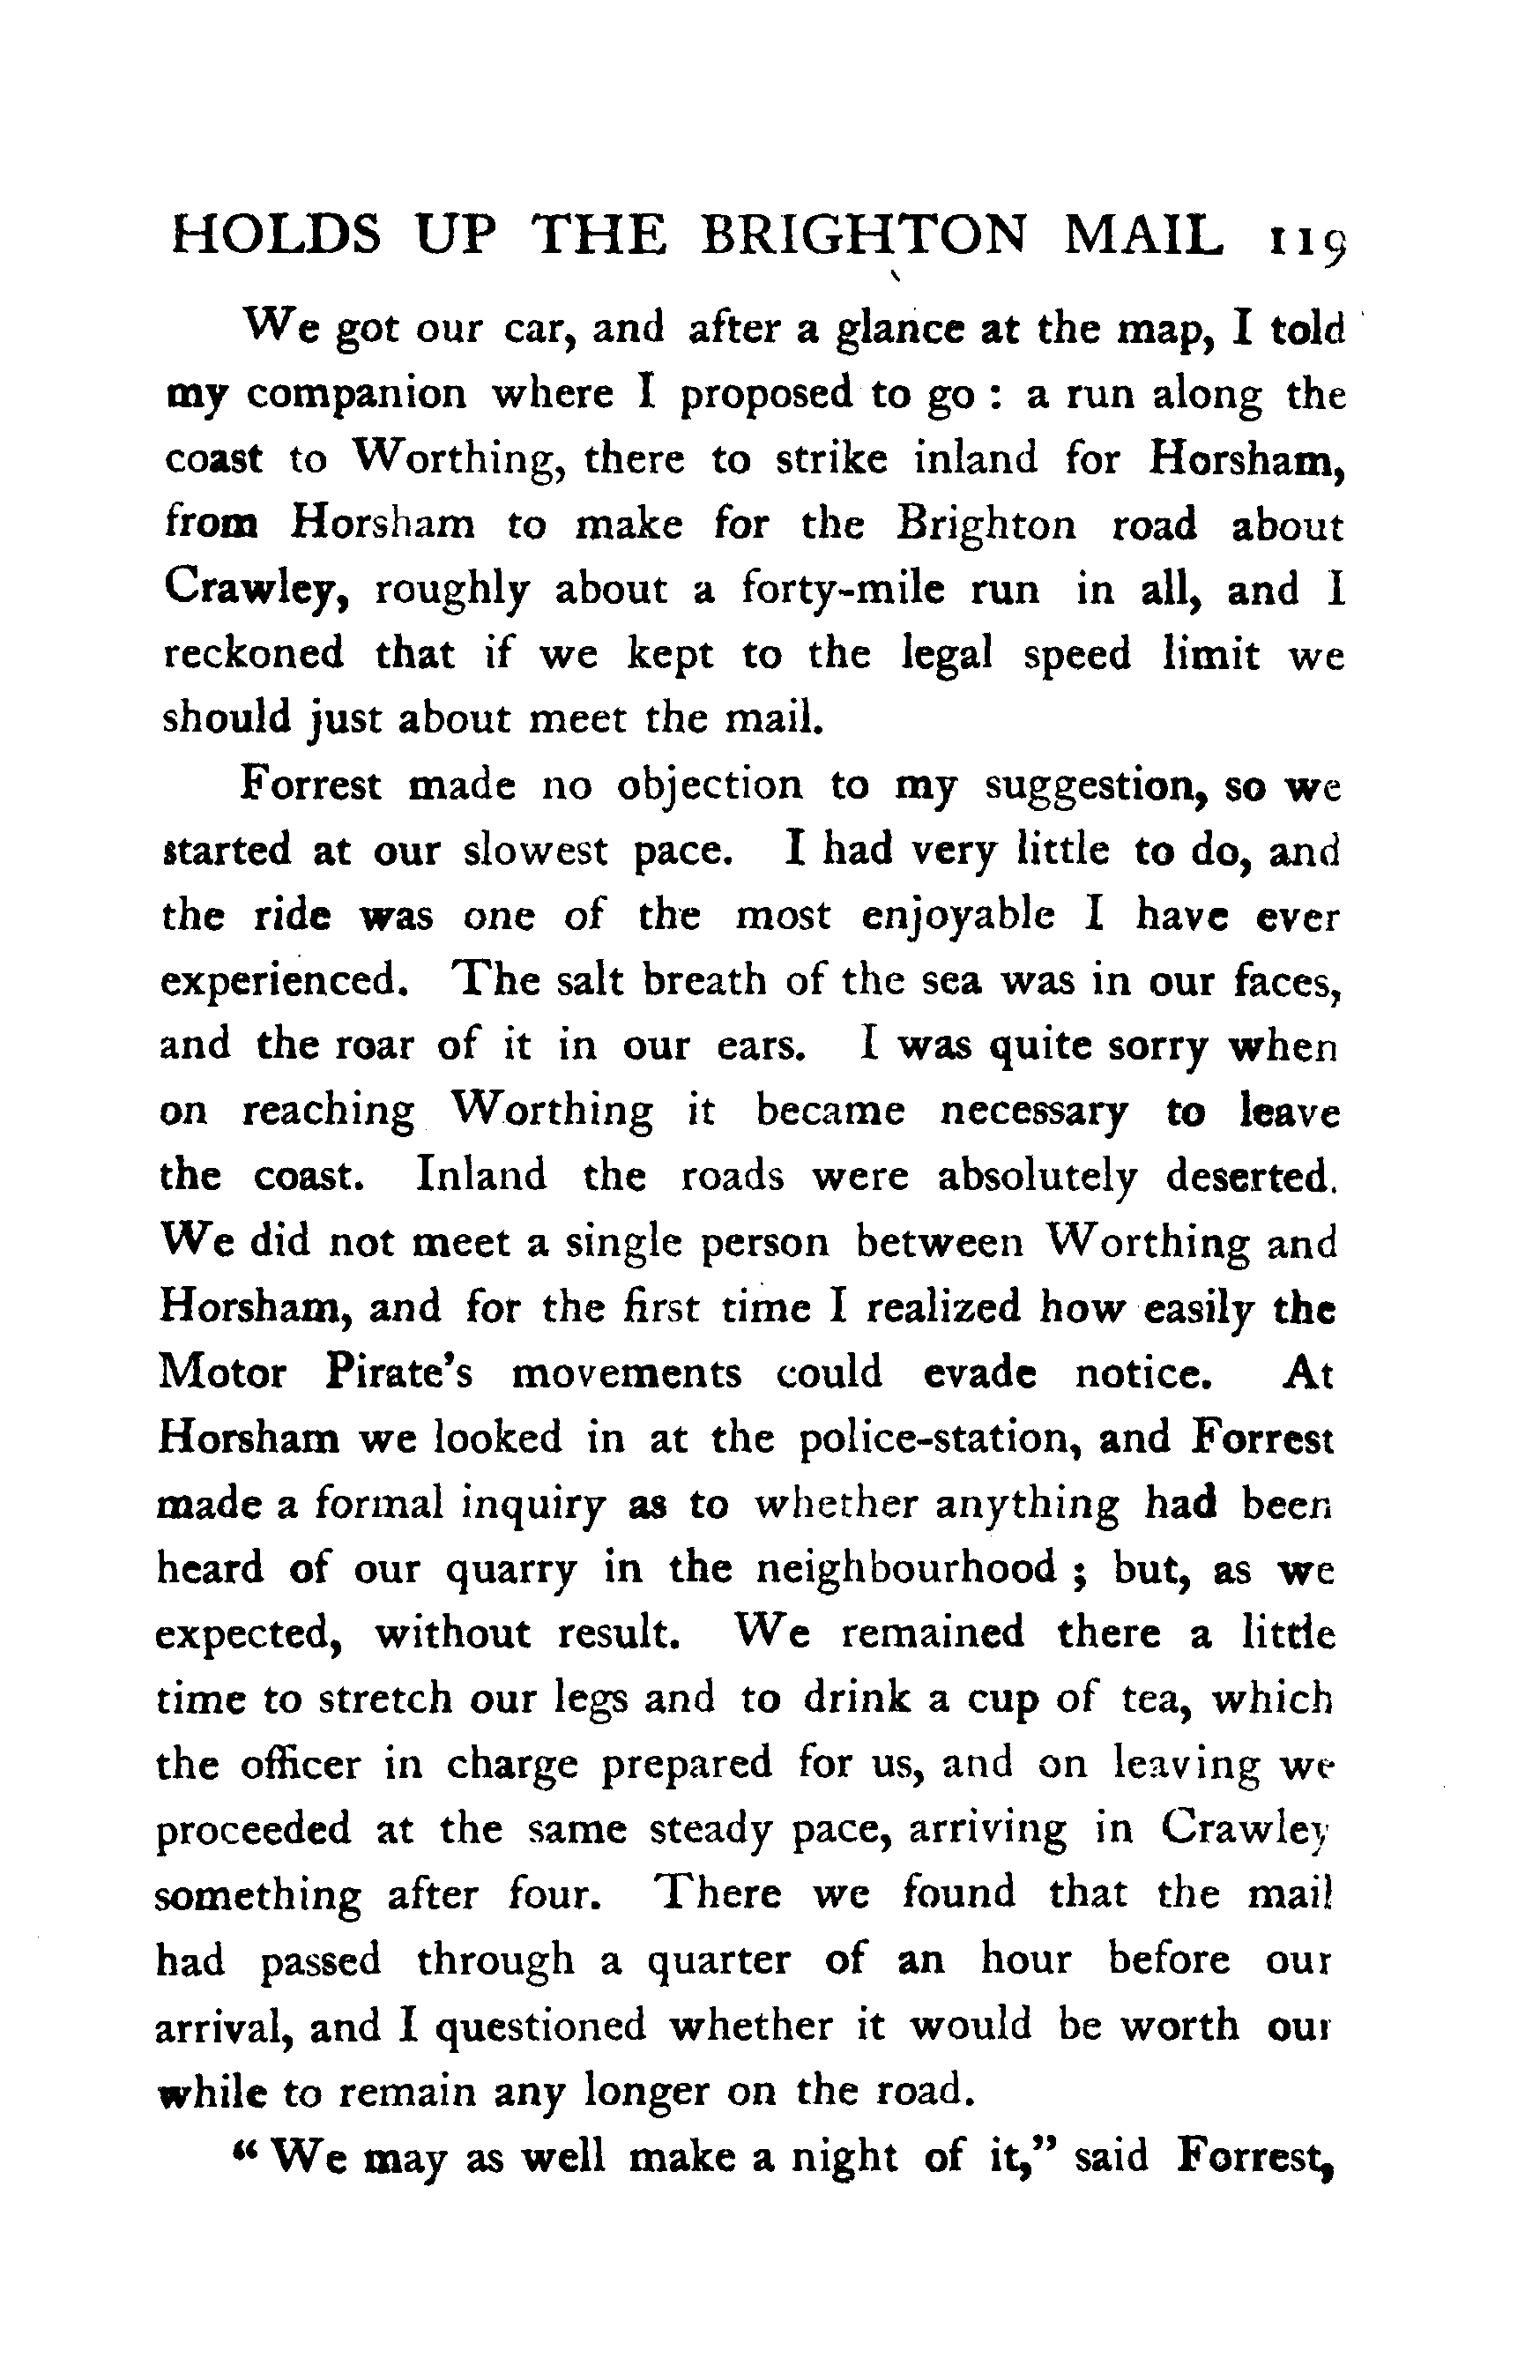 HOLDS UP THE BRIGHTON MAIL 119
We got our car, and after a glance at the map, I told
my companion where I proposed to go : a run along the
coast to Worthing, there to strike inland for Horsham,
from Horsham to make for the Brighton road about
Crawley, roughly about a forty-mile run in all, and I
reckoned that if we kept to the legal speed limit we
should just about meet the mail.
Forrest made no objection to my suggestion, so we
started at our slowest pace. I had very little to do, and
the ride was one of the most enjoyable I have ever
experienced. The salt breath of the sea was in our faces,
and the roar of it in our ears. I was quite sorry when
on reaching Worthing it became necessary to leave
the coast. Inland the roads were absolutely deserted.
We did not meet a single person between Worthing and
Horsham, and for the first time I realized how easily the
Motor Pirate's movements could evade notice. At
Horsham we looked in at the police-station, and Forrest
made a formal inquiry as to whether anything had been
heard of our quarry in the neighbourhood ; but, as we
expected, without result. We remained there a little
time to stretch our legs and to drink a cup of tea, which
the officer in charge prepared for us, and on leaving we
proceeded at the same steady pace, arriving in Crawley
something after four. There we found that the mail
had passed through a quarter of an hour before our
arrival, and I questioned whether it would be worth our
while to remain any longer on the road.
“ We may as well make a night of it,” said Forrest,